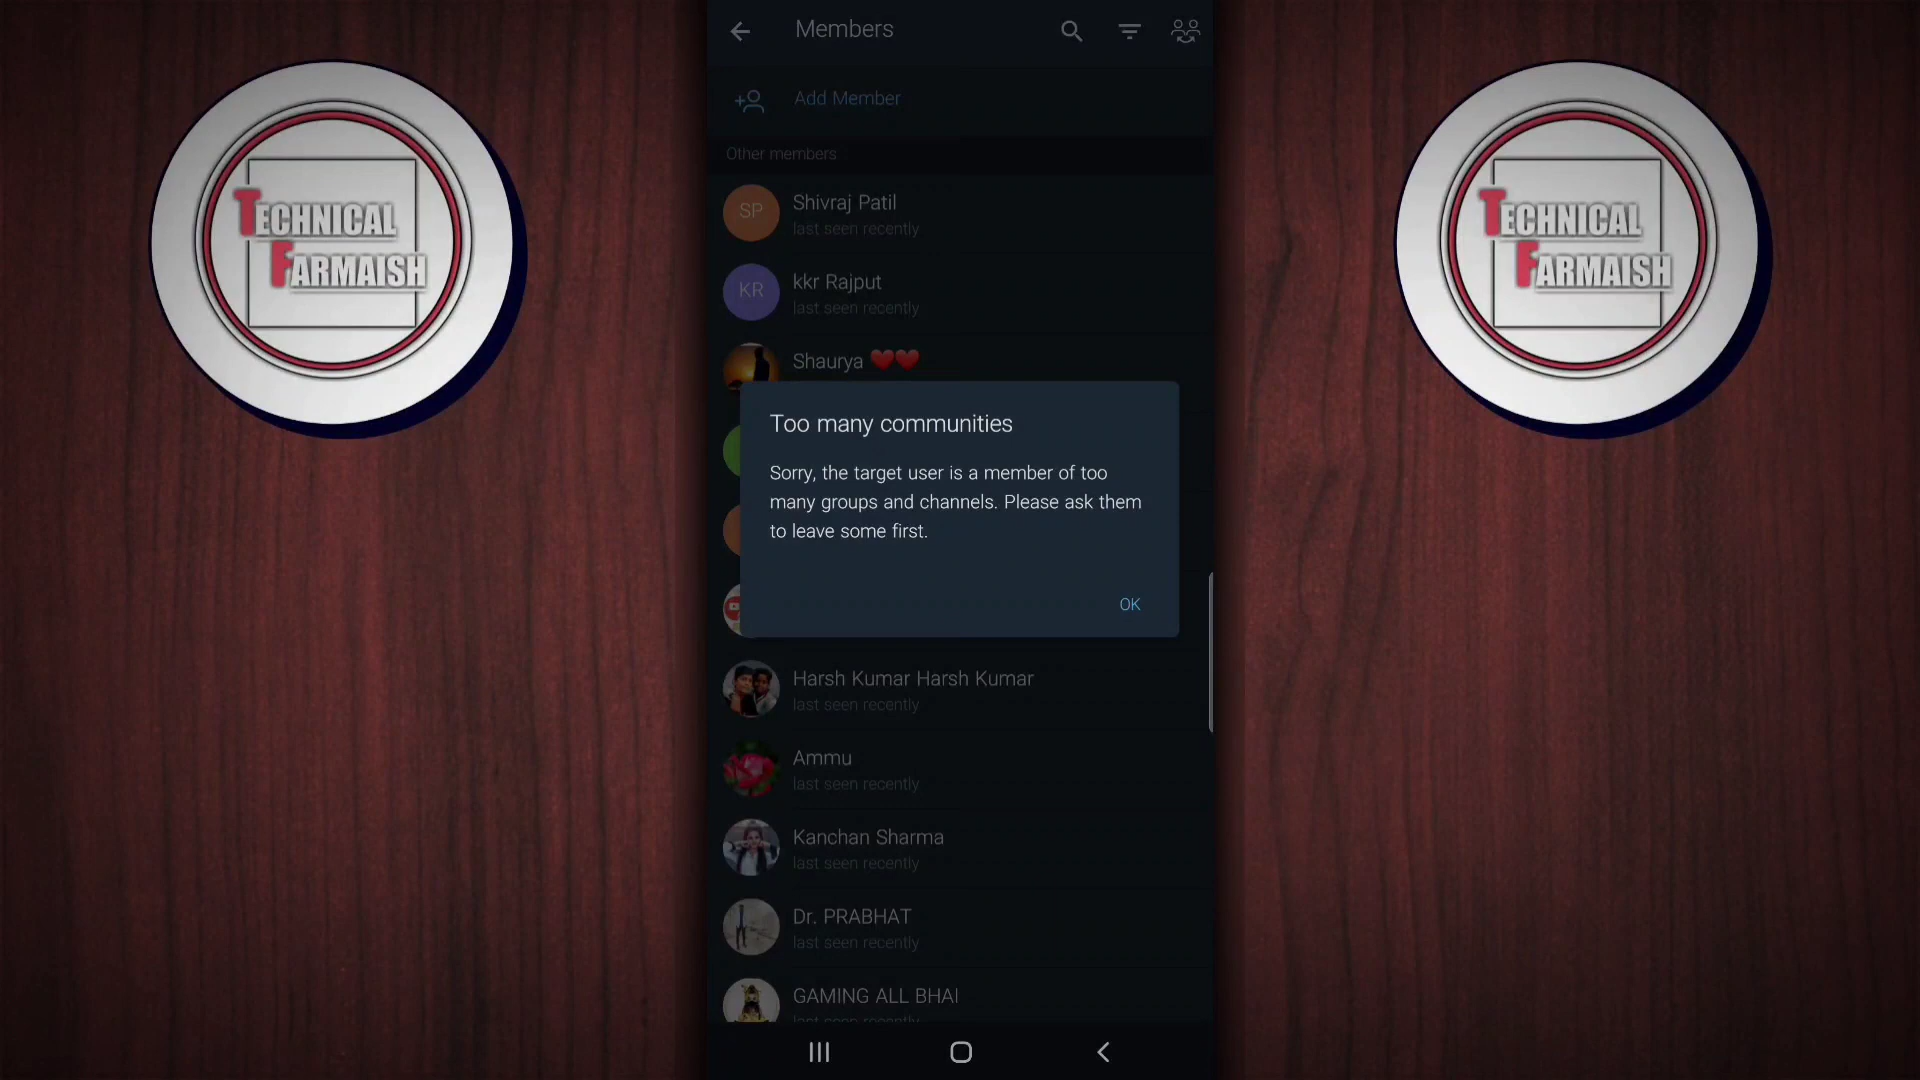 Members
Add Member
Other members
SP
Shivraj Patil
last seen recently
KR
kkr Rajput
last seen recently
Shaurya ❤️❤️
Too many communities
Sorry, the target user is a member of too
many groups and channels. Please ask them
to leave some first.
OK
Harsh Kumar Harsh Kumar
last seen recently
Ammu
last seen recently
Kanchan Sharma
last seen recently
Dr. PRABHAT
last seen recently
GAMING ALL BHAI
last seen recently
TECHNICAL
FARMAISH
TECHNICAL
FARMAISH